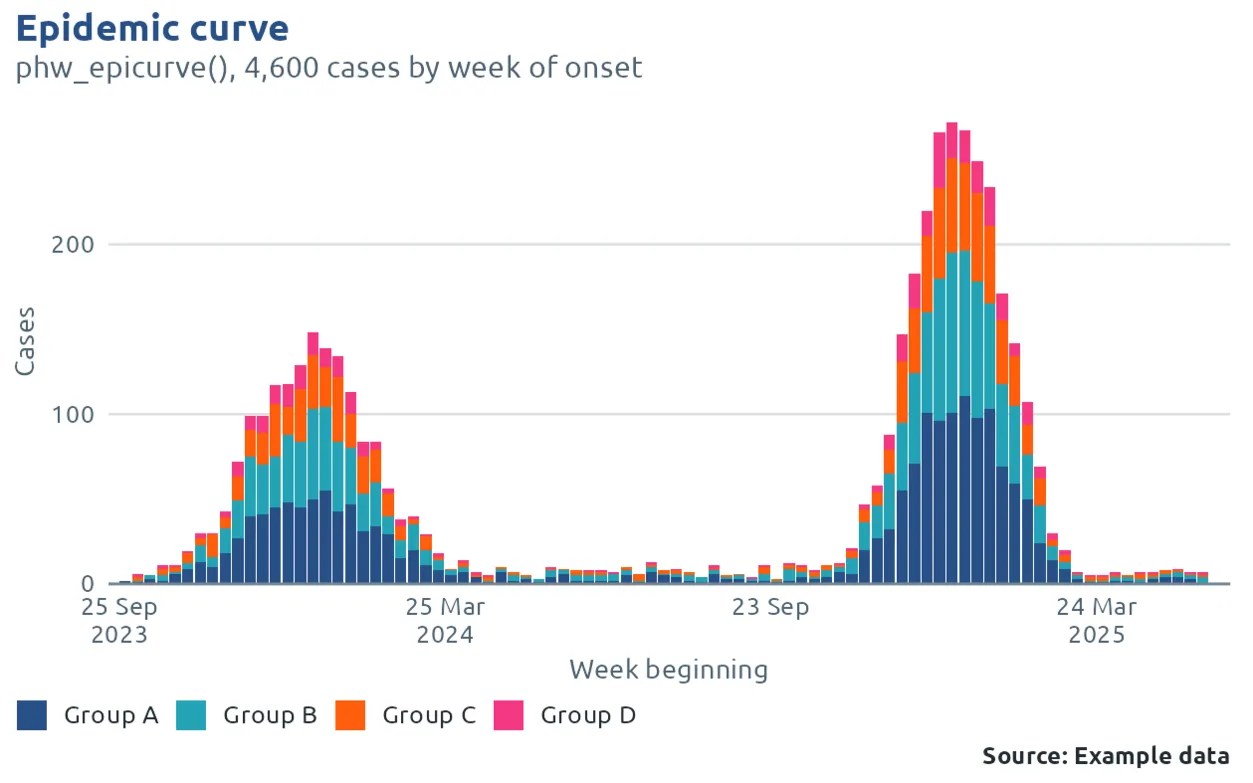 Epidemic curve
phw_epicurve(), 4,600 cases by week of onset
Cases
200
100
0
25 Sep 25 Mar 23 Sep 24 Mar
2023 2024 2025
Week beginning
Group A Group B Group C Group D
Source: Example data